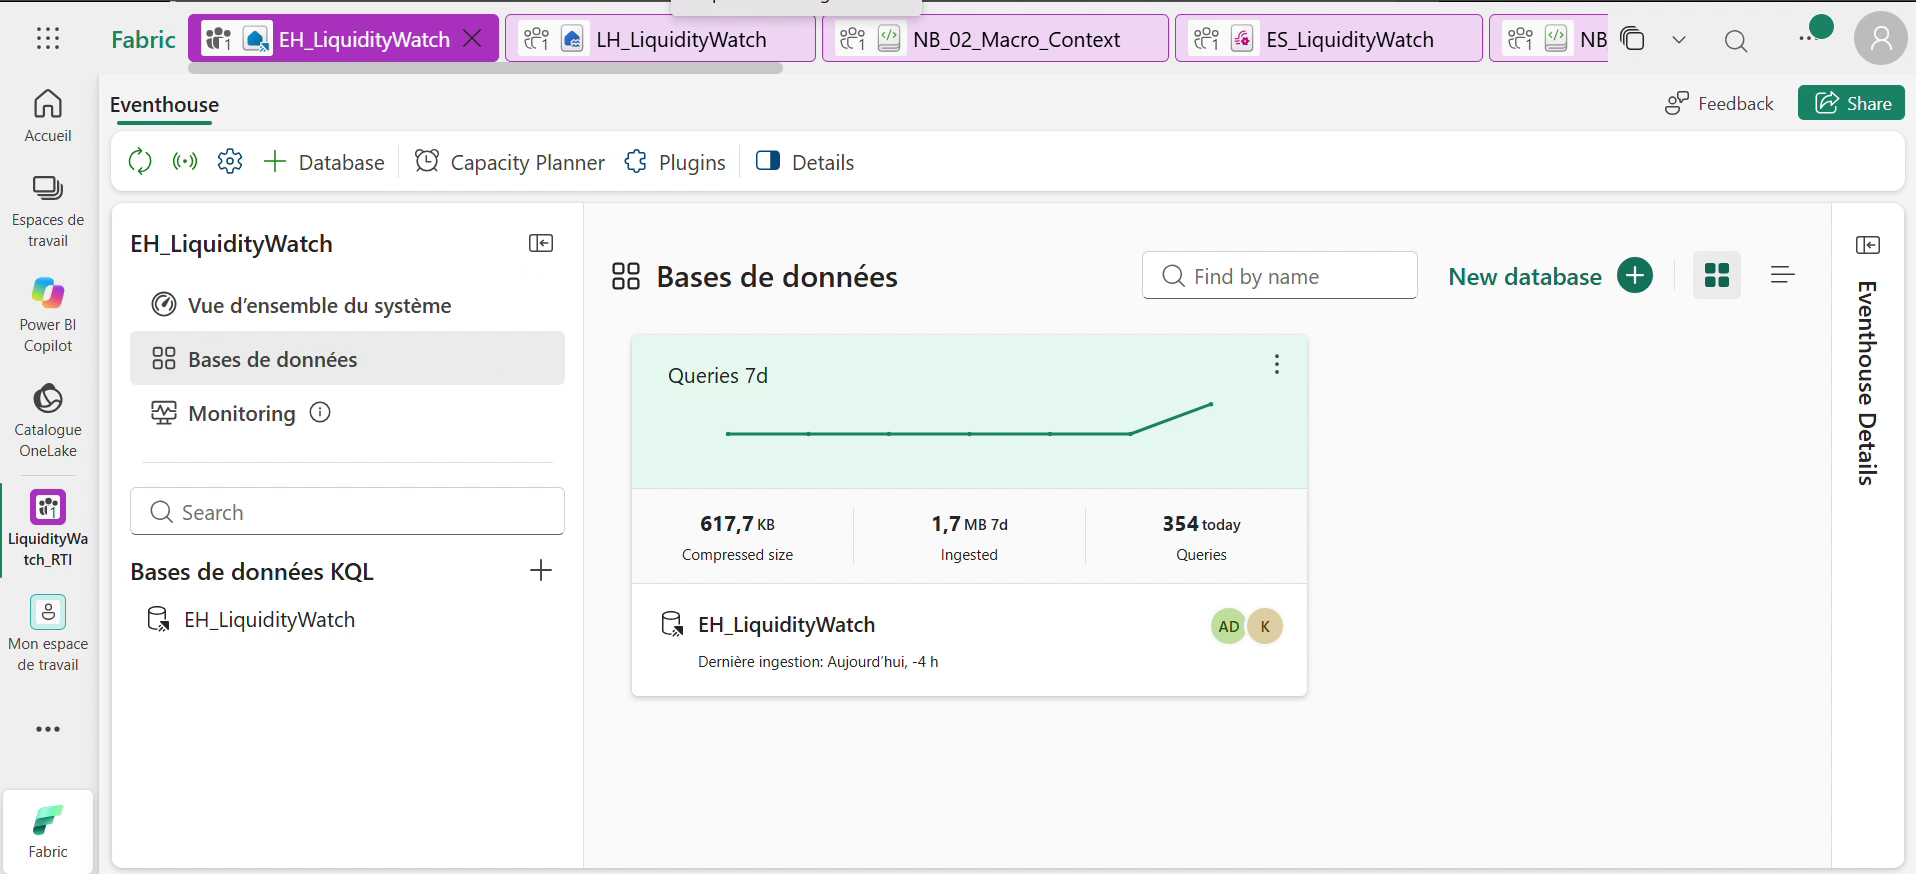 Fabric
EH_LiquidityWatch
LH_LiquidityWatch
NB_02_Macro_Context
ES_LiquidityWatch
NB
Accueil
Espaces de
travail
Power BI
Copilot
Catalogue
OneLake
LiquidityWa
tch_RTI
Mon espace
de travail
Fabric
Eventhouse
Feedback
Share
Database
Capacity Planner
Plugins
Details
EH_LiquidityWatch
Vue d’ensemble du système
Bases de données
Monitoring
Search
Bases de données KQL
EH_LiquidityWatch
Bases de données
Find by name
New database
Queries 7d
617,7 KB
Compressed size
1,7 MB 7d
Ingested
354 today
Queries
EH_LiquidityWatch
AD
K
Dernière ingestion: Aujourd’hui, -4 h
Eventhouse Details